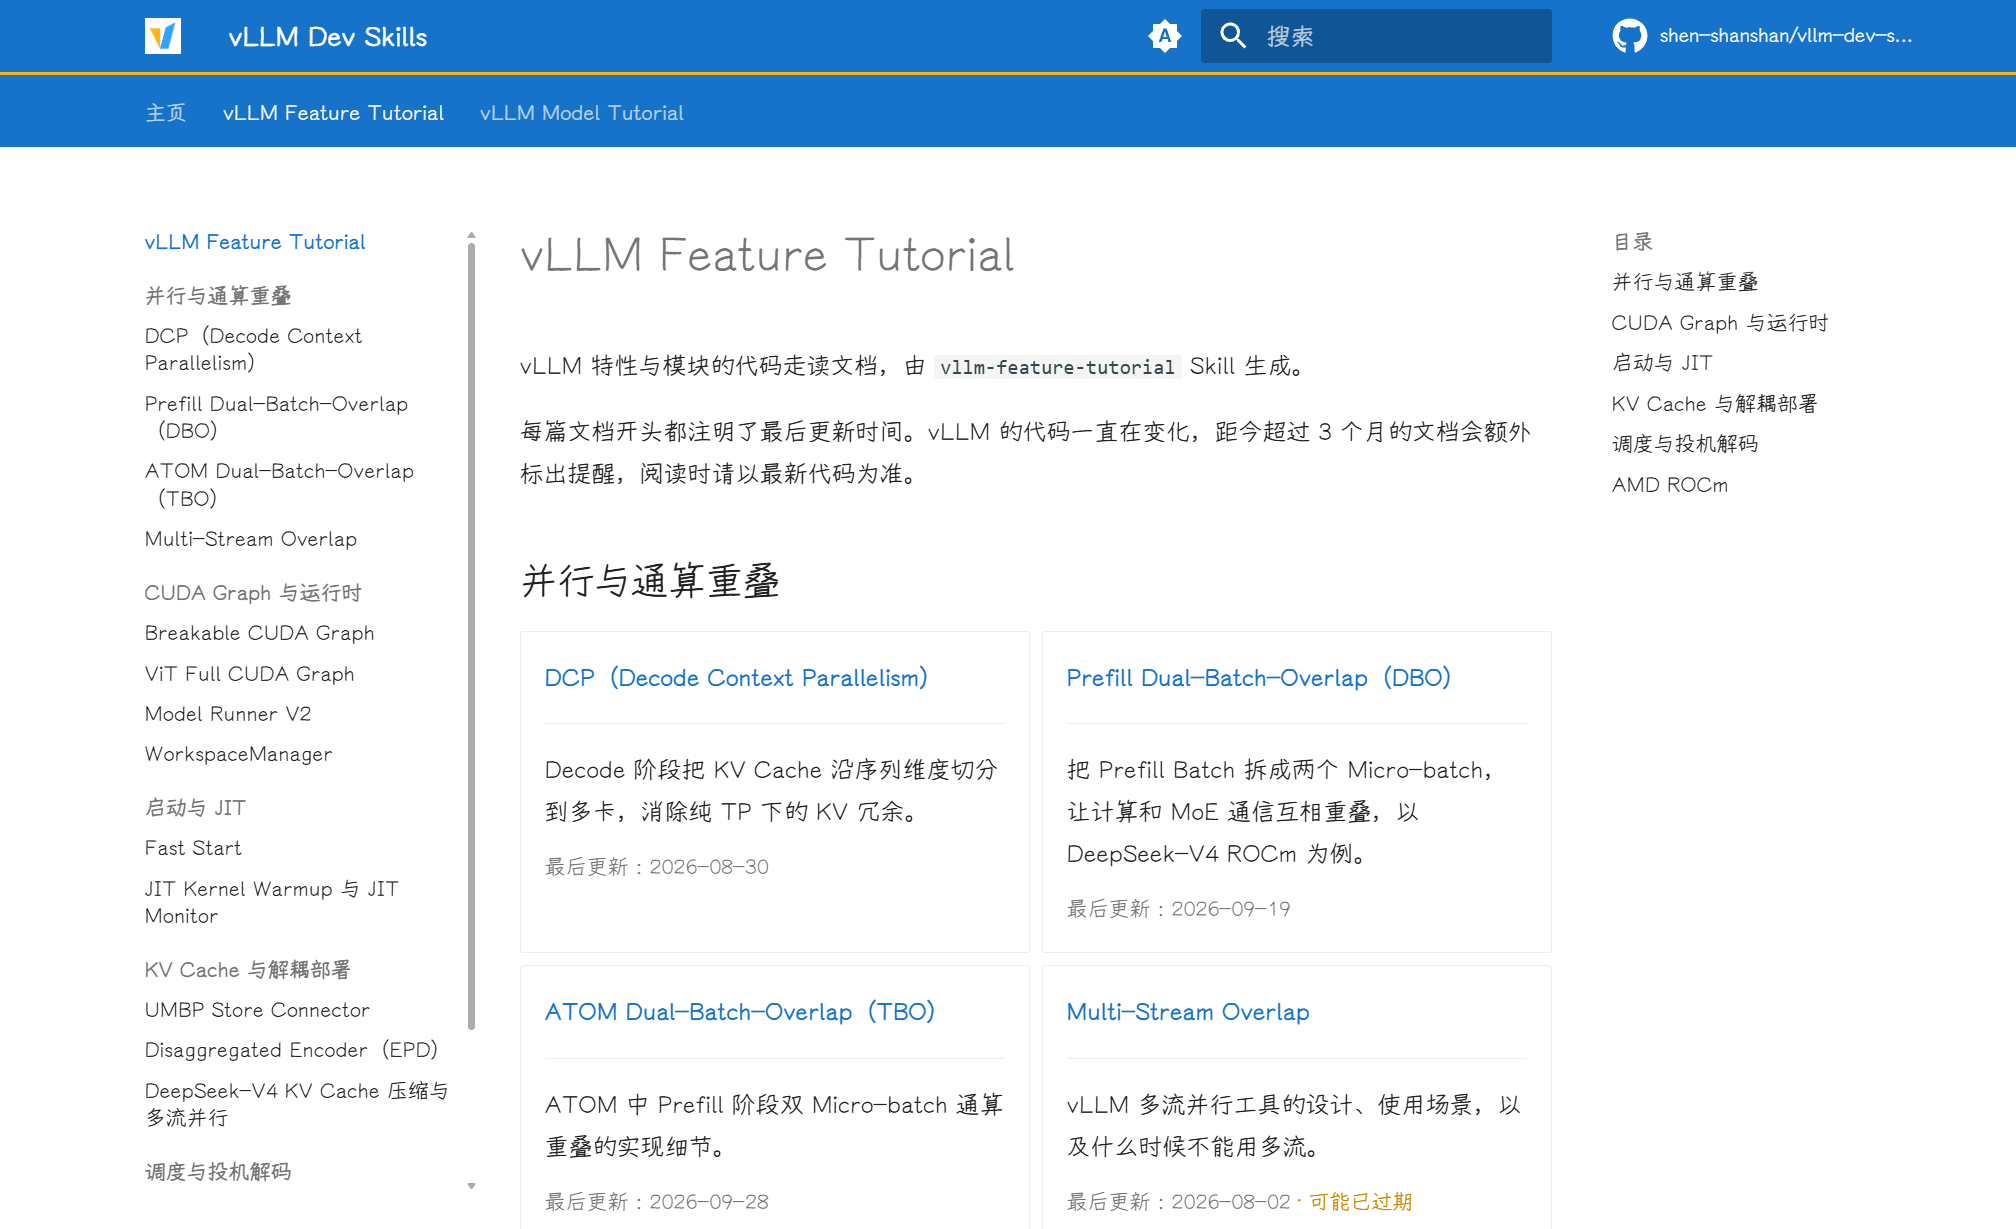 vLLM Dev Skills
搜索
shen-shanshan/vllm-dev-s...
主页
vLLM Feature Tutorial
vLLM Model Tutorial
vLLM Feature Tutorial
并行与通算重叠
DCP（Decode Context
Parallelism）
Prefill Dual-Batch-Overlap
（DBO）
ATOM Dual-Batch-Overlap
（TBO）
Multi-Stream Overlap
CUDA Graph 与运行时
Breakable CUDA Graph
ViT Full CUDA Graph
Model Runner V2
WorkspaceManager
启动与 JIT
Fast Start
JIT Kernel Warmup 与 JIT
Monitor
KV Cache 与解耦部署
UMBP Store Connector
Disaggregated Encoder（EPD）
DeepSeek-V4 KV Cache 压缩与
多流并行
调度与投机解码
vLLM Feature Tutorial
vLLM 特性与模块的代码走读文档，由 vllm-feature-tutorial Skill 生成。
每篇文档开头都注明了最后更新时间。vLLM 的代码一直在变化，距今超过 3 个月的文档会额外
标出提醒，阅读时请以最新代码为准。
并行与通算重叠
DCP（Decode Context Parallelism）
Decode 阶段把 KV Cache 沿序列维度切分
到多卡，消除纯 TP 下的 KV 冗余。
最后更新：2026-08-30
Prefill Dual-Batch-Overlap（DBO）
把 Prefill Batch 拆成两个 Micro-batch，
让计算和 MoE 通信互相重叠，以
DeepSeek-V4 ROCm 为例。
最后更新：2026-09-19
ATOM Dual-Batch-Overlap（TBO）
ATOM 中 Prefill 阶段双 Micro-batch 通算
重叠的实现细节。
最后更新：2026-09-28
Multi-Stream Overlap
vLLM 多流并行工具的设计、使用场景，以
及什么时候不能用多流。
最后更新：2026-08-02 · 可能已过期
目录
并行与通算重叠
CUDA Graph 与运行时
启动与 JIT
KV Cache 与解耦部署
调度与投机解码
AMD ROCm